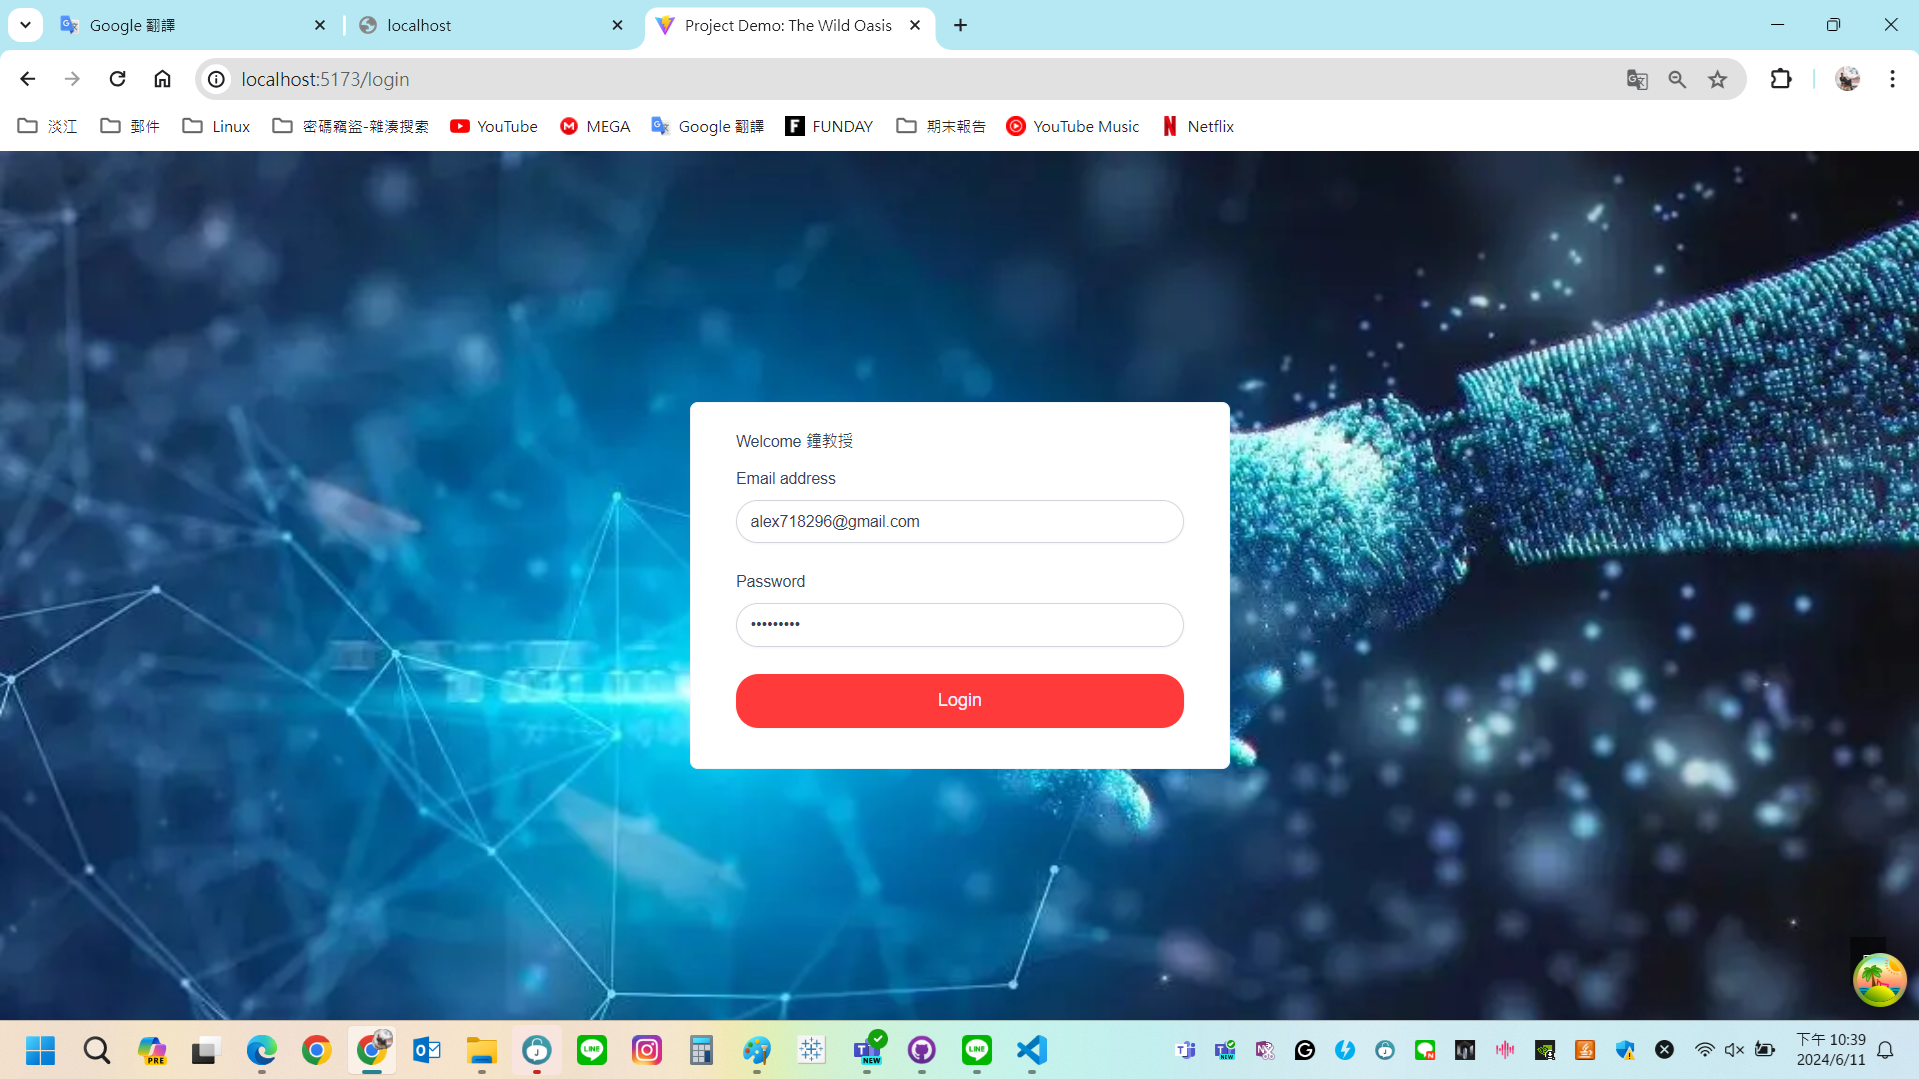 Google 翻譯
localhost
Project Demo: The Wild Oasis
localhost:5173/login
淡江
郵件
Linux
密碼竊盜-雜湊搜索
YouTube
MEGA
Google 翻譯
FUNDAY
期末報告
YouTube Music
Netflix
Welcome 鐘教授
Email address
alex718296@gmail.com
Password
Login
下午 10:39
2024/6/11